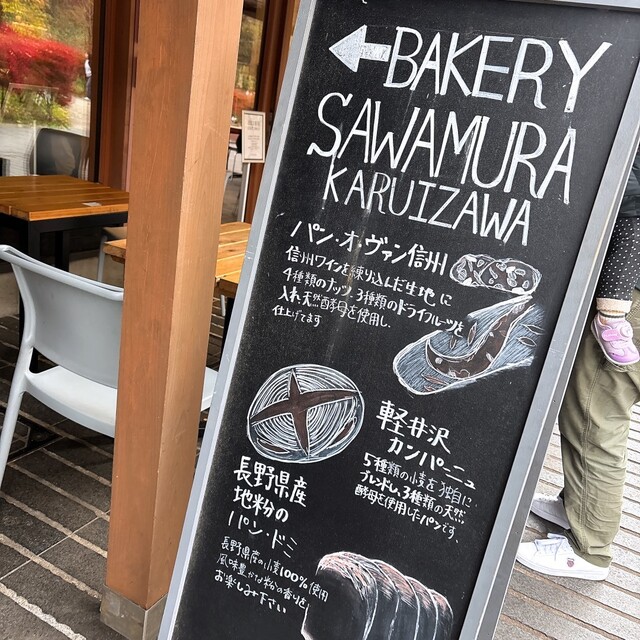 BAKERY
SAWAMURA
KARUIZAWA
パン・オ・ヴァン信州
信州ワインを練り込んだ生地に
4種類のナッツ、3種類のドライフルーツを
入れ天然酵母を使用し、
仕上げてます
軽井沢
カンパーニュ
5種類の小麦を独自に
ブレンドし、3種類の天然
酵母を使用したパンです。
長野県産
地粉の
パン・ド・ミ
長野県産の小麦100%使用
風味豊かな粉の香りを
お楽しみ下さい